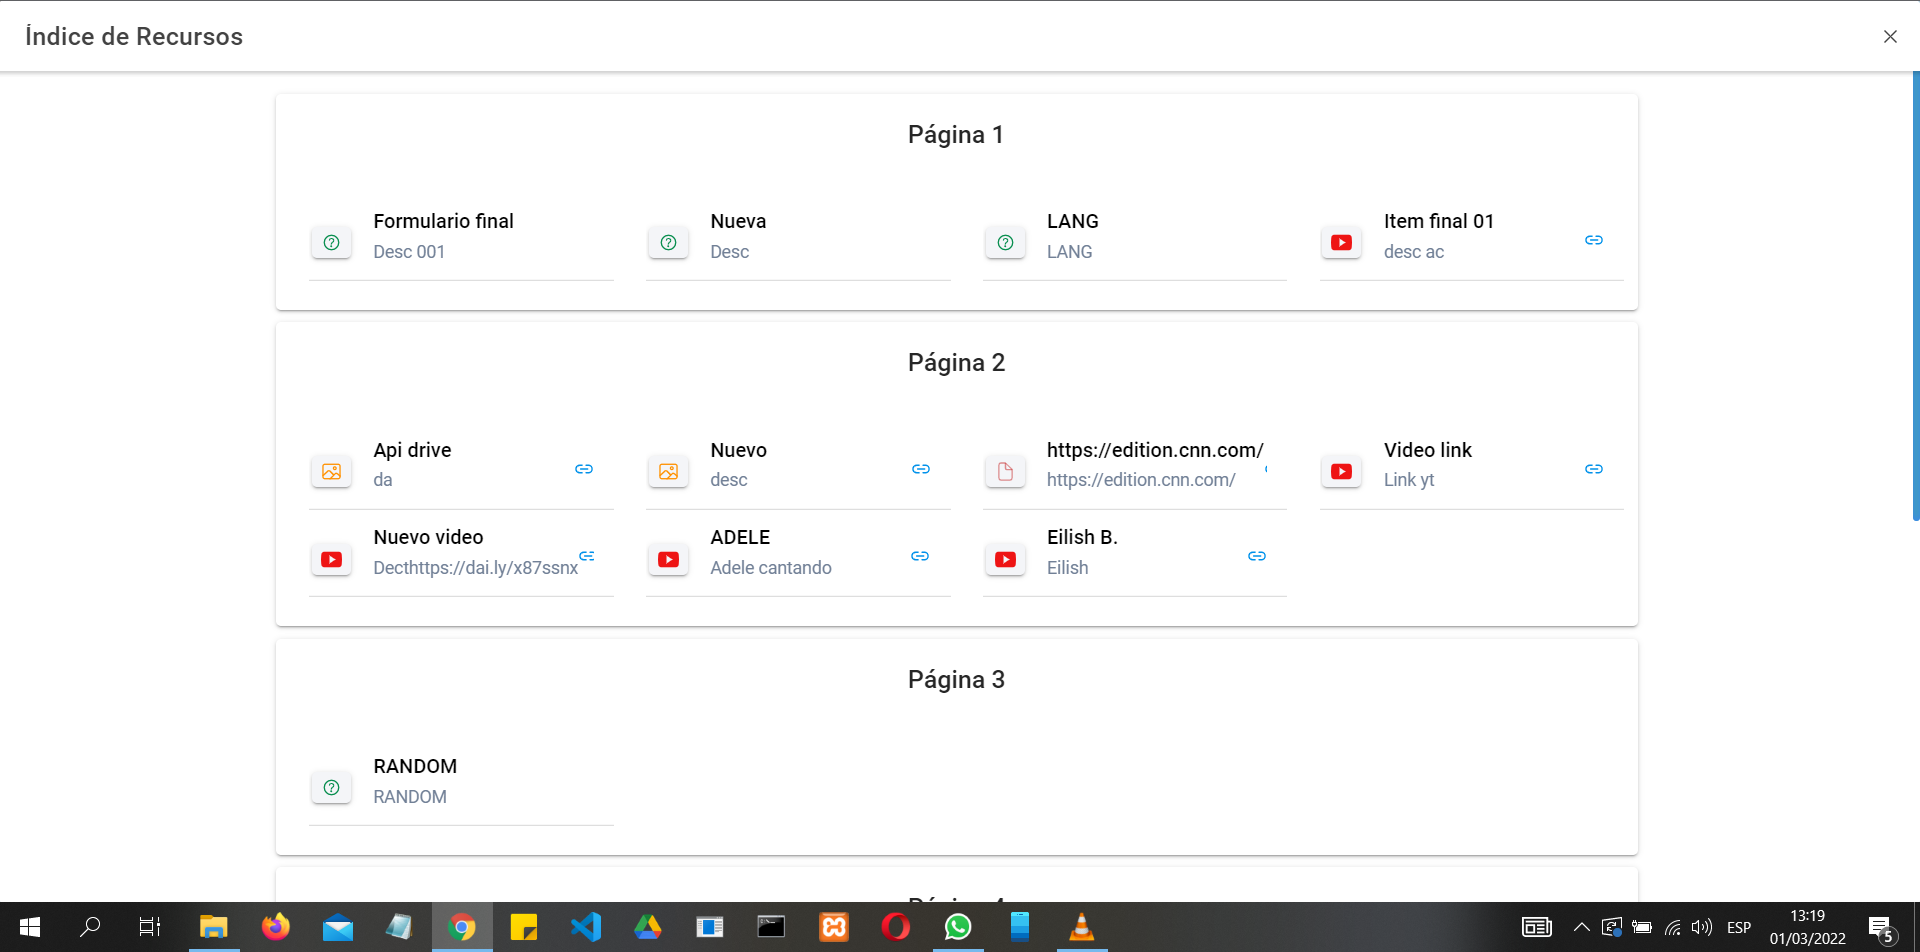 Índice de Recursos
Página 1
Formulario final
Desc 001
Nueva
Desc
LANG
LANG
Item final 01
desc ac
Página 2
Api drive
da
Nuevo
desc
https://edition.cnn.com/
https://edition.cnn.com/
Video link
Link yt
Nuevo video
Decthttps://dai.ly/x87ssnx
ADELE
Adele cantando
Eilish B.
Eilish
Página 3
RANDOM
RANDOM
Página 4
ESP
13:19
01/03/2022
5